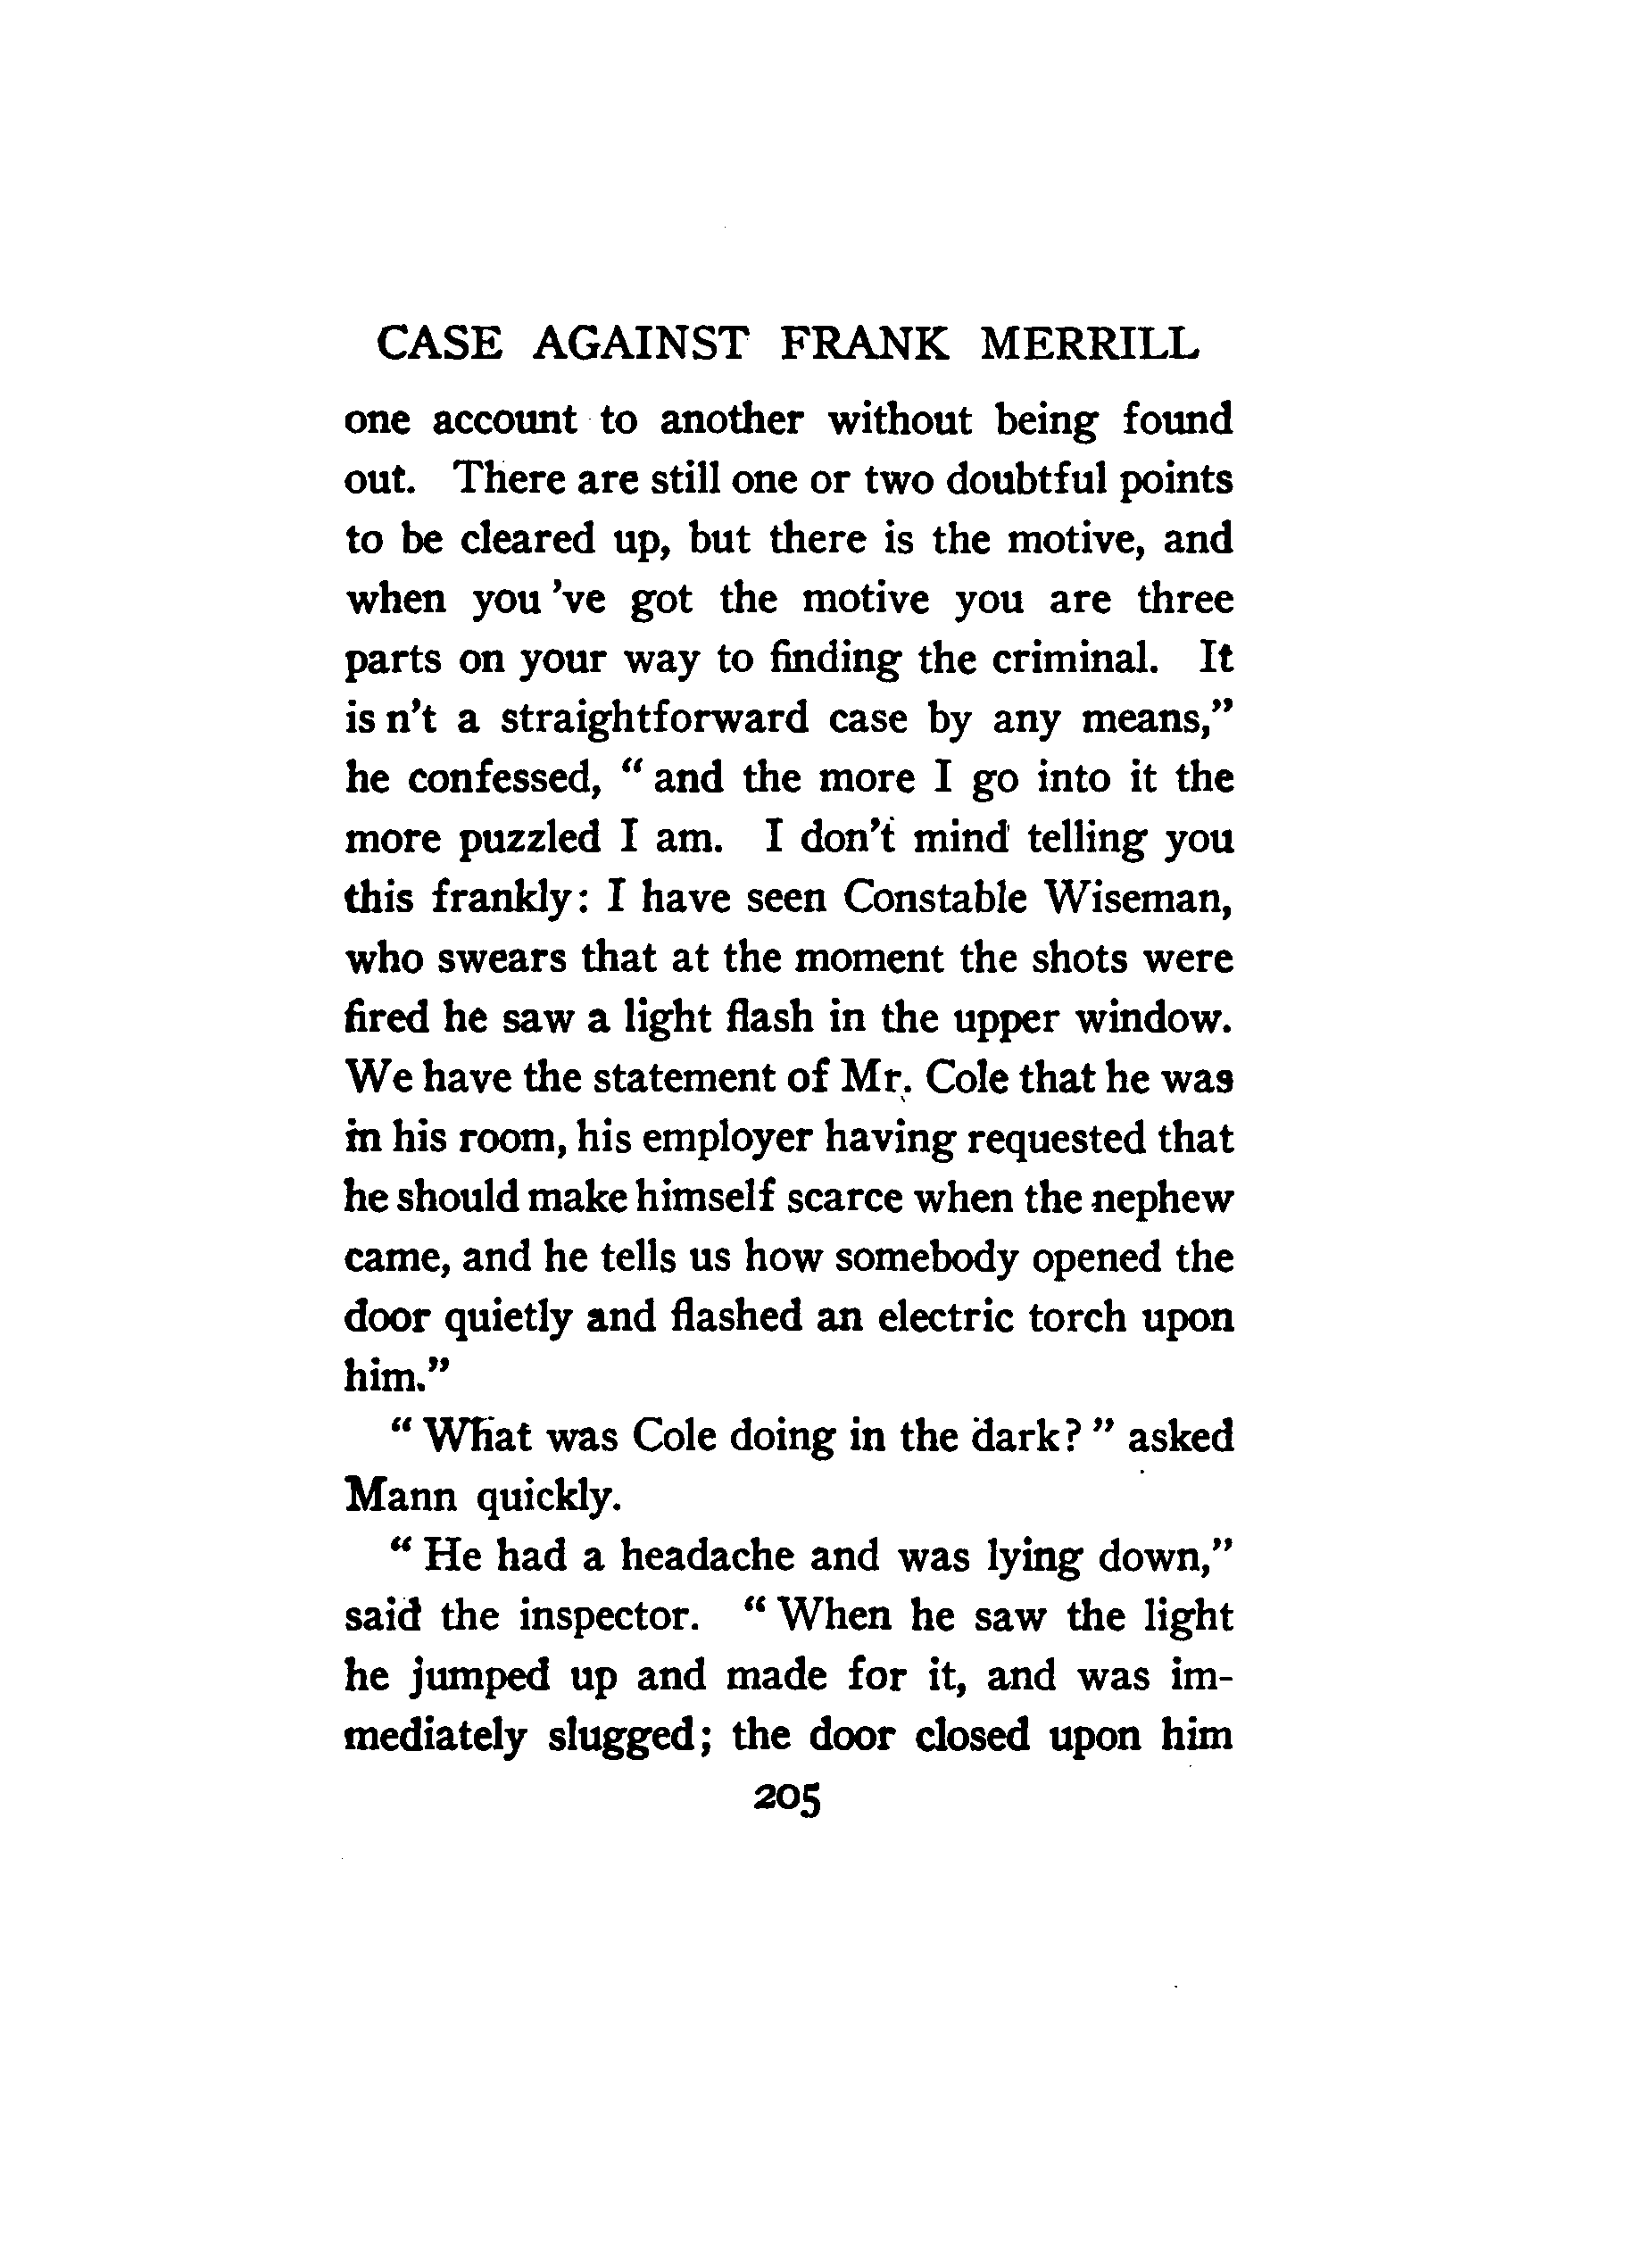 CASE AGAINST FRANK MERRILL
one account to another without being found
out. There are still one or two doubtful points
to be cleared up, but there is the motive, and
when you 've got the motive you are three
parts on your way to finding the criminal. It
is n't a straightforward case by any means,"
he confessed, " and the more I go into it the
more puzzled I am. I don't mind telling you
this frankly: I have seen Constable Wiseman,
who swears that at the moment the shots were
fired he saw a light flash in the upper window.
We have the statement of Mr. Cole that he was
in his room, his employer having requested that
he should make himself scarce when the nephew
came, and he tells us how somebody opened the
door quietly and flashed an electric torch upon
him."
" What was Cole doing in the dark? " asked
Mann quickly.
" He had a headache and was lying down,"
said the inspector. " When he saw the light
he jumped up and made for it, and was im-
mediately slugged; the door closed upon him
205